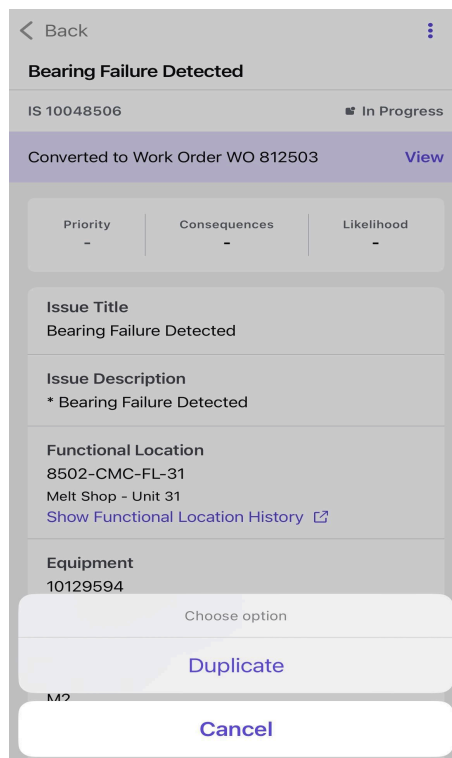 Back
Bearing Failure Detected
IS 10048506
In Progress
Converted to Work Order WO 812503
View
Priority
-
Consequences
-
Likelihood
-
Issue Title
Bearing Failure Detected
Issue Description
* Bearing Failure Detected
Functional Location
8502-CMC-FL-31
Melt Shop - Unit 31
Show Functional Location History
Equipment
10129594
Choose option
Duplicate
M2
Cancel